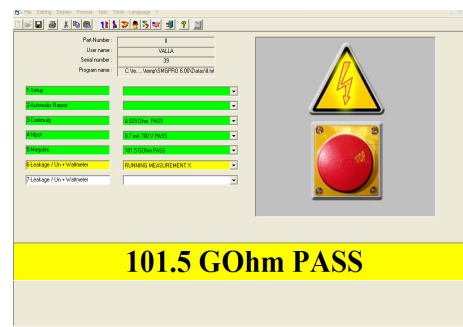 File Editing Display Format Test Tools Language ?
Part-Number :
User name : VALLA
Serial number : 39
Program name :
1-Setup
2-Automatic Report
3-Continuity 0.023 Ohm PASS
4-Hipot 0.7 mA 700 V PASS
5-Megohm 101.5 GOhm PASS
6-Leakage / Un + Wattmeter RUNNING MEASUREMENT X
7-Leakage / Un + Wattmeter
101.5 GOhm PASS